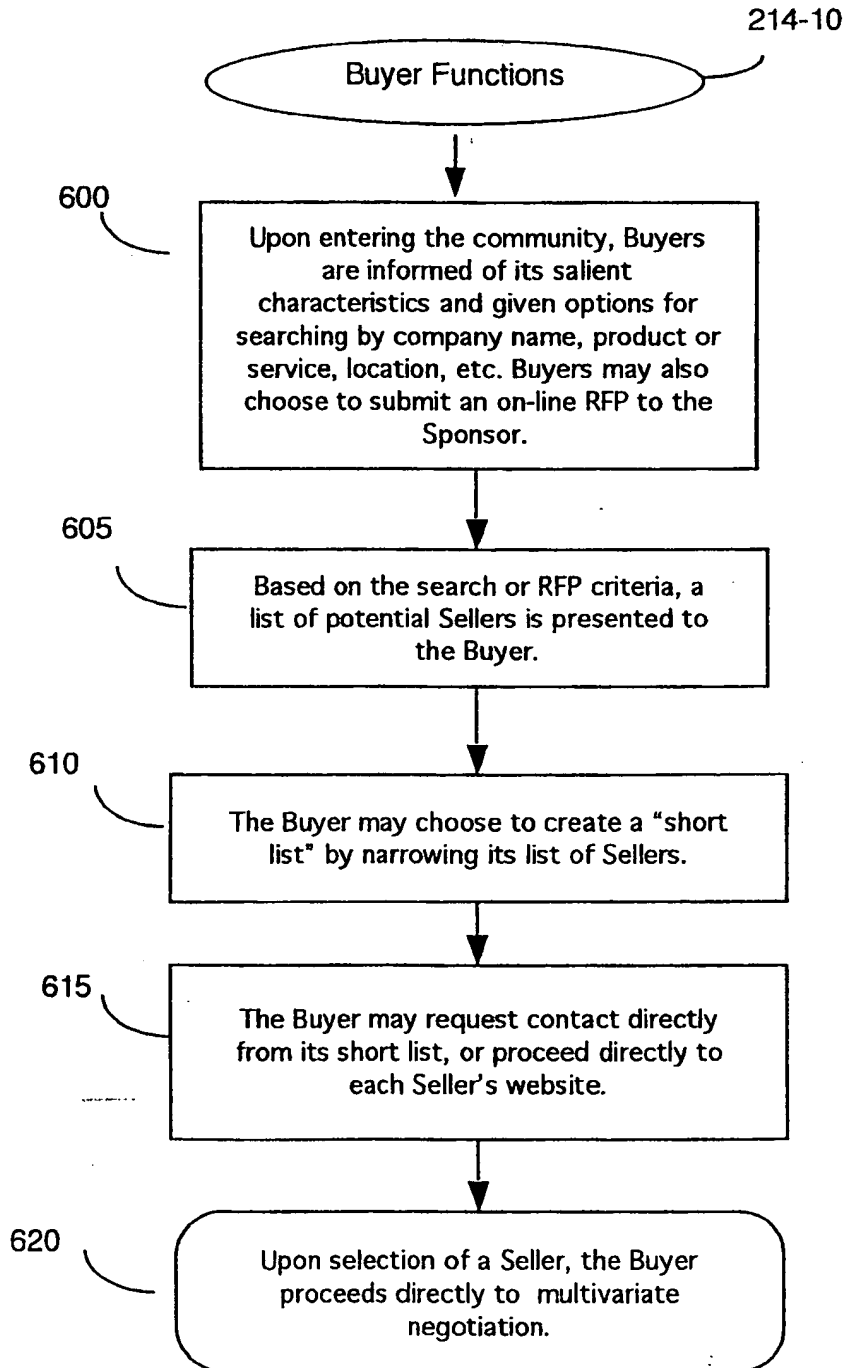 214-10
Buyer Functions
600
Upon entering the community, Buyers
are informed of its salient
characteristics and given options for
searching by company name, product or
service, location, etc. Buyers may also
choose to submit an on-line RFP to the
Sponsor.
605
Based on the search or RFP criteria, a
list of potential Sellers is presented to
the Buyer.
610
The Buyer may choose to create a "short
list" by narrowing its list of Sellers.
615
The Buyer may request contact directly
from its short list, or proceed directly to
each Seller's website.
620
Upon selection of a Seller, the Buyer
proceeds directly to multivariate
negotiation.